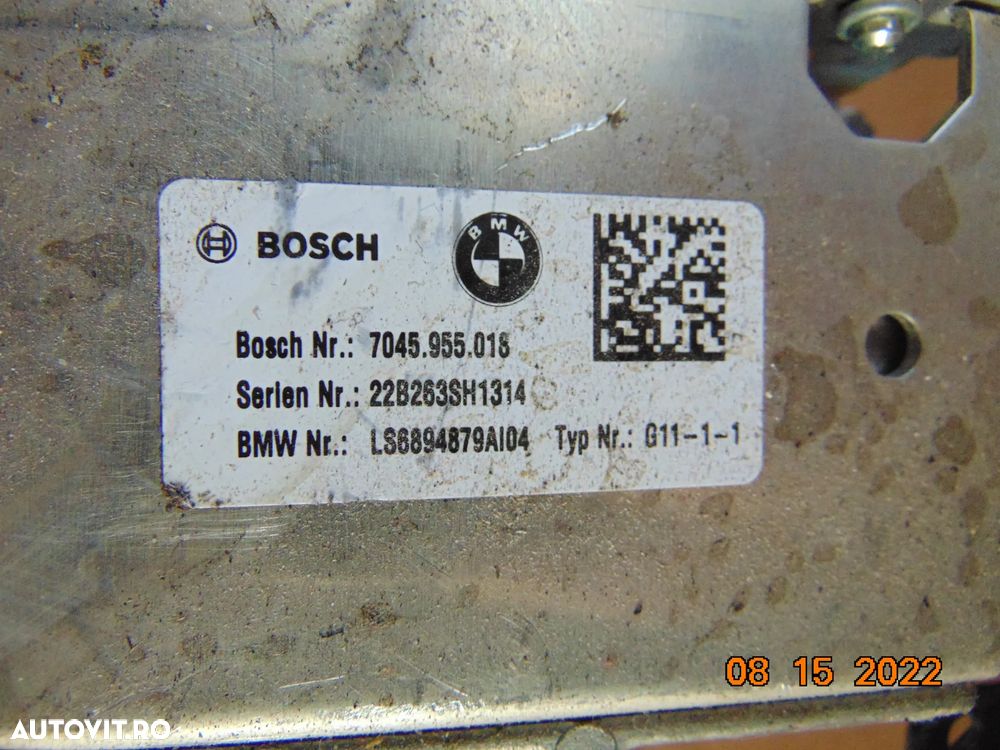 BOSCH
BMW
Bosch Nr.: 7045.955.018
Serien Nr.: 22B263SH1314
BMW Nr.: LS6894879AI04 Typ Nr.: G11-1-1
08 15 2022
AUTOVIT.RO